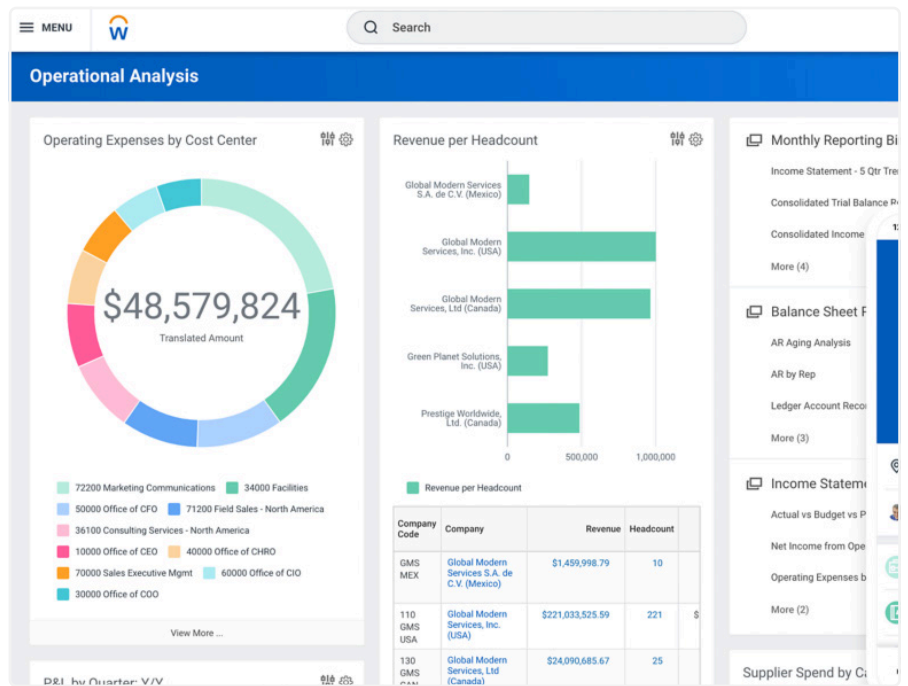 MENU
Search
Operational Analysis
Operating Expenses by Cost Center
$48,579,824
Translated Amount
72200 Marketing Communications
34000 Facilities
50000 Office of CFO
71200 Field Sales - North America
36100 Consulting Services - North America
10000 Office of CEO
40000 Office of CHRO
70000 Sales Executive Mgmt
60000 Office of CIO
30000 Office of COO
View More ...
P&L by Quarter: Y/Y
Revenue per Headcount
Global Modern Services
S.A. de C.V. (Mexico)
Global Modern
Services, Inc. (USA)
Global Modern
Services, Ltd (Canada)
Green Planet Solutions,
Inc. (USA)
Prestige Worldwide,
Ltd. (Canada)
0
500,000
1,000,000
Revenue per Headcount
Company Code
Company
Revenue
Headcount
GMS MEX
Global Modern Services S.A. de C.V. (Mexico)
$1,459,998.79
10
110 GMS USA
Global Modern Services, Inc. (USA)
$221,033,525.59
221
$
130 GMS CAN
Global Modern Services, Ltd (Canada)
$24,090,685.67
25
Monthly Reporting Bi
Income Statement - 5 Qtr Tre
Consolidated Trial Balance
Consolidated Income
More (4)
Balance Sheet
AR Aging Analysis
AR by Rep
Ledger Account Reco
More (3)
Income Stateme
Actual vs Budget vs P
Net Income from Ope
Operating Expenses b
More (2)
Supplier Spend by